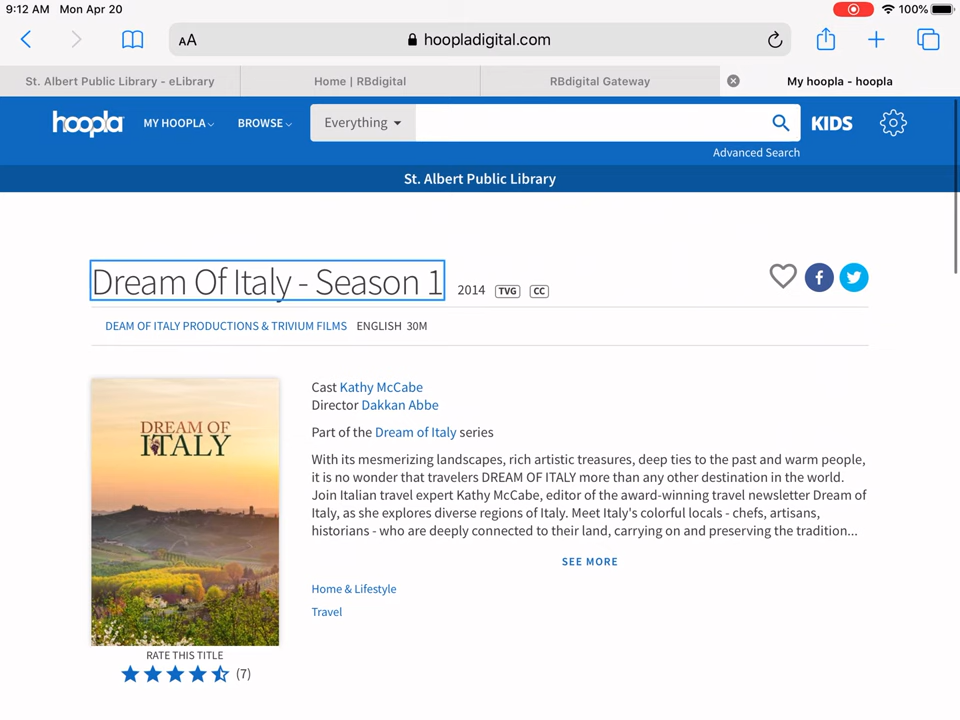 9:12 AM Mon Apr 20 100%
AA hoopladigital.com
St. Albert Public Library - eLibrary Home | RBdigital RBdigital Gateway My hoopla - hoopla
hoopla MY HOOPLA BROWSE Everything KIDS
Advanced Search
St. Albert Public Library
Dream Of Italy - Season 1 2014 TVG CC
DEAM OF ITALY PRODUCTIONS & TRIVIUM FILMS ENGLISH 30M
DREAM OF
ITALY
RATE THIS TITLE
(7)
Cast Kathy McCabe
Director Dakkan Abbe
Part of the Dream of Italy series
With its mesmerizing landscapes, rich artistic treasures, deep ties to the past and warm people,
it is no wonder that travelers DREAM OF ITALY more than any other destination in the world.
Join Italian travel expert Kathy McCabe, editor of the award-winning travel newsletter Dream of
Italy, as she explores diverse regions of Italy. Meet Italy's colorful locals - chefs, artisans,
historians - who are deeply connected to their land, carrying on and preserving the tradition...
SEE MORE
Home & Lifestyle
Travel